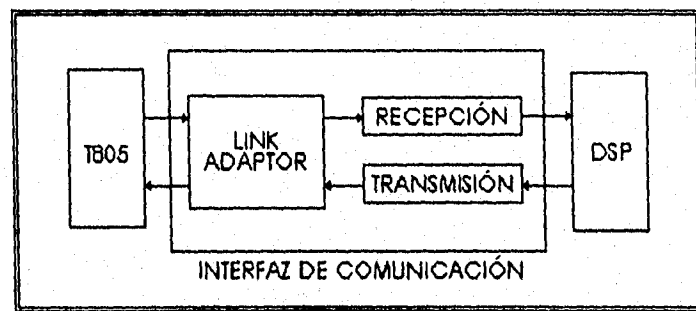 T805
LINK
ADAPTOR
RECEPCIÓN
TRANSMISIÓN
DSP
INTERFAZ DE COMUNICACIÓN